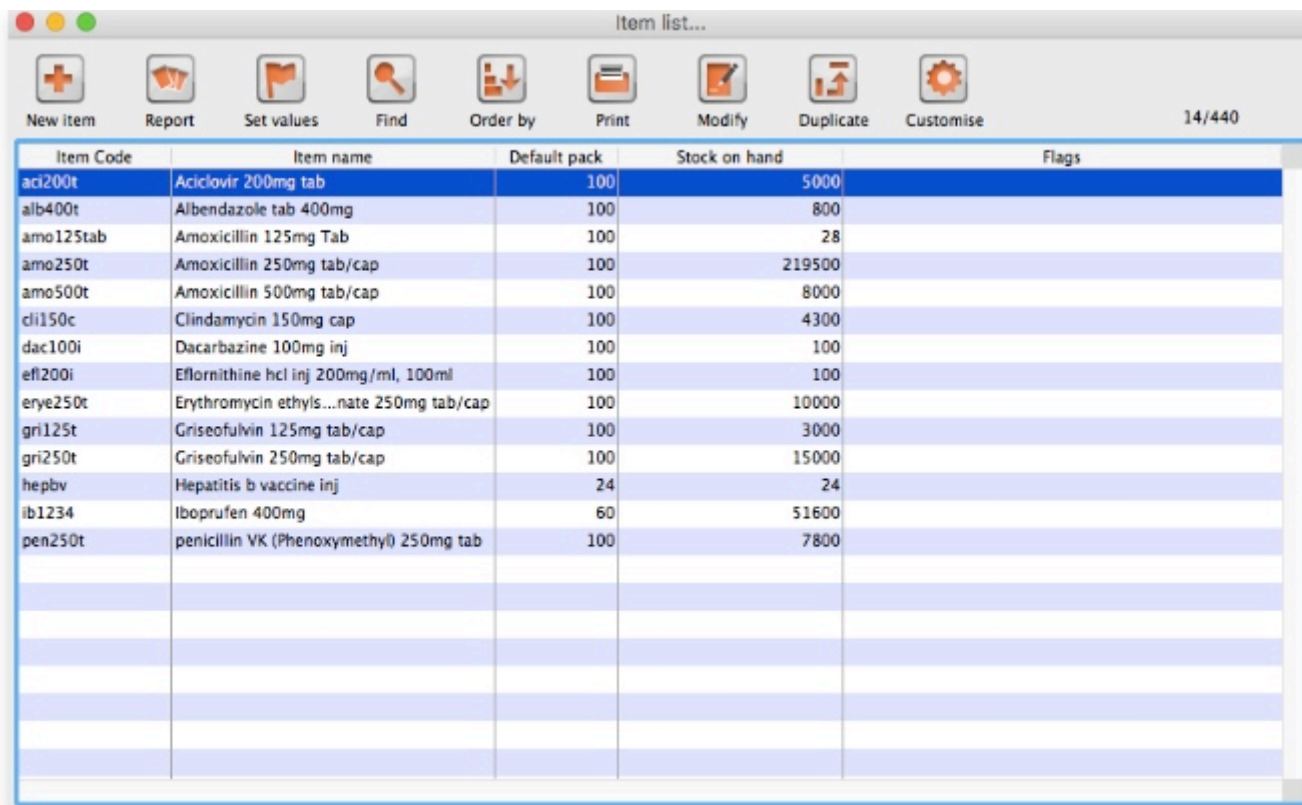 Item list...
New item Report Set values Find Order by Print Modify Duplicate Customise 14/440
Item Code Item name Default pack Stock on hand Flags
aci200t Aciclovir 200mg tab 100 5000
alb400t Albendazole tab 400mg 100 800
amo125tab Amoxicillin 125mg Tab 100 28
amo250t Amoxicillin 250mg tab/cap 100 219500
amo500t Amoxicillin 500mg tab/cap 100 8000
cli150c Clindamycin 150mg cap 100 4300
dac100i Dacarbazine 100mg inj 100 100
efl200i Eflornithine hcl inj 200mg/ml, 100ml 100 100
erye250t Erythromycin ethyls...nate 250mg tab/cap 100 10000
gri125t Griseofulvin 125mg tab/cap 100 3000
gri250t Griseofulvin 250mg tab/cap 100 15000
hepbv Hepatitis b vaccine inj 24 24
ib1234 Iboprufen 400mg 60 51600
pen250t penicillin VK (Phenoxymethyl) 250mg tab 100 7800